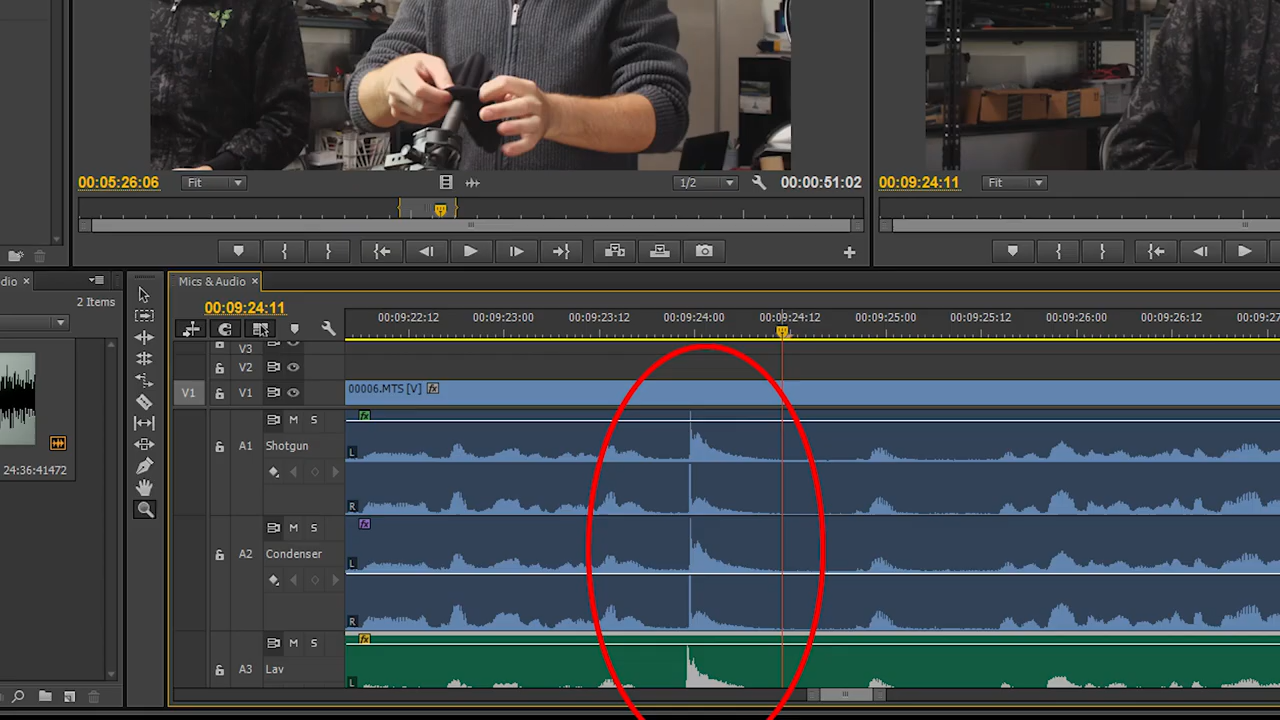 00:05:26:06 Fit 1/2 00:00:51:02
00:09:24:11 Fit
dio × Mics & Audio ×
2 Items
00:09:24:11
00:09:22:12 00:09:23:00 00:09:23:12 00:09:24:00 00:09:24:12 00:09:25:00 00:09:25:12 00:09:26:00 00:09:26:12 00:09:27
V3
V2
V1 V1 00006.MTS [V] fx
M S fx
A1 Shotgun L
R
24:36:41472
M S fx
A2 Condenser L
R
M S fx
A3 Lav L